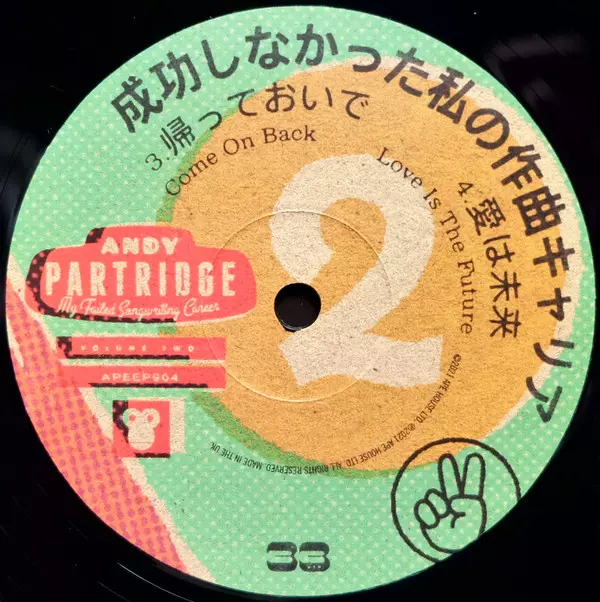 成功しなかった私の作曲キャリア
3. 帰っておいで
Come On Back
4. 愛は未来
Love Is The Future
2
ANDY
PARTRIDGE
My Failed Songwriting Career
VOLUME TWO
APEEP904
℗2021 APE HOUSE LTD. ©2021 APE HOUSE LTD. ALL RIGHTS RESERVED. MADE IN THE UK.
33